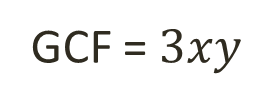 GCF = 3xy